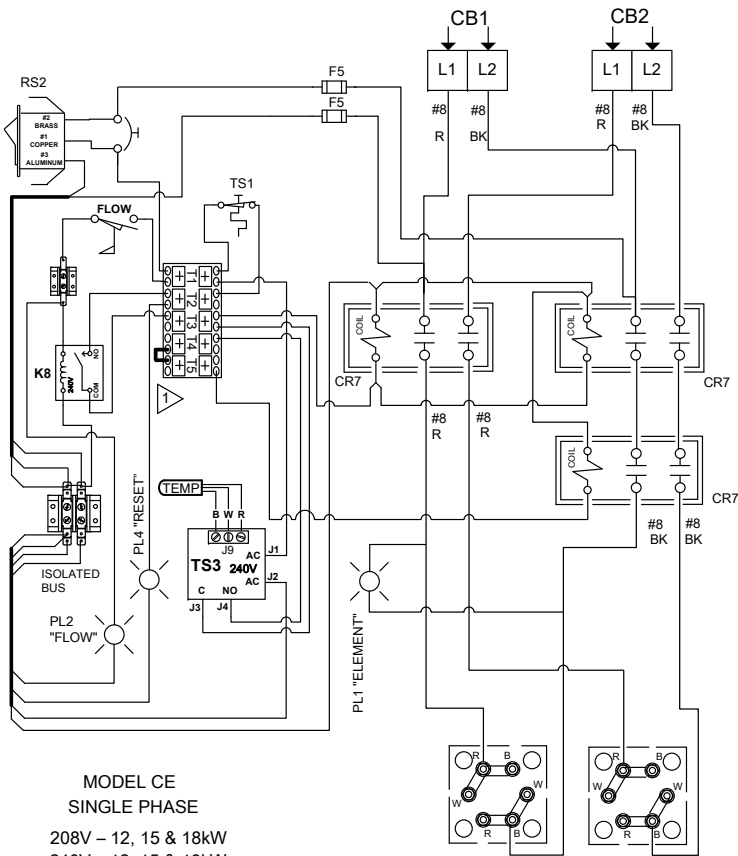 CB1
CB2
L1
L2
L1
L2
#8
R
#8
BK
#8
R
#8
BK
F5
F5
RS2
#2
BRASS
#1
COPPER
#3
ALUMINUM
TS1
FLOW
T1
T2
T3
T4
T5
1
K8
240V
NO
COM
COIL
CR7
COIL
CR7
COIL
CR7
#8
R
#8
R
#8
BK
#8
BK
TEMP
B W R
J9
TS3
240V
AC
AC
J1
J2
C
NO
J3
J4
ISOLATED
BUS
PL4 "RESET"
PL2
"FLOW"
PL1 "ELEMENT"
R
B
W
W
R
B
R
B
W
W
R
B
MODEL CE
SINGLE PHASE
208V – 12, 15 & 18kW